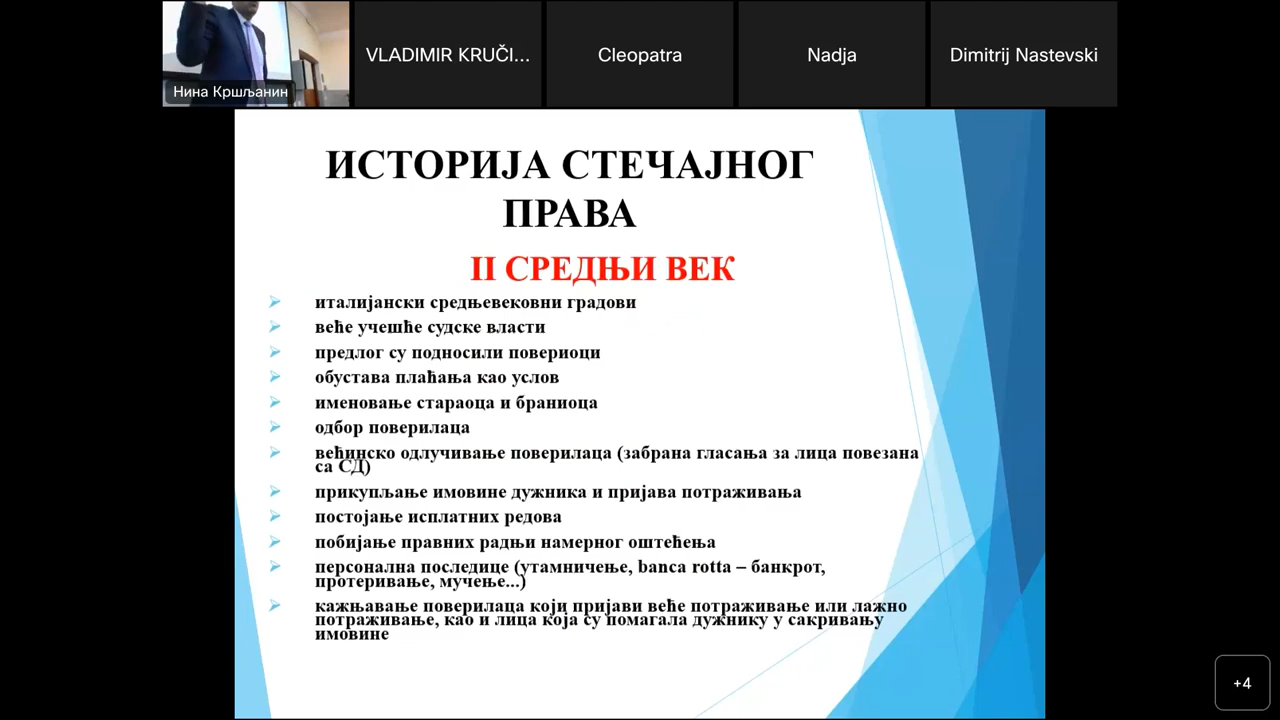 VLADIMIR KRUČI...
Cleopatra
Nadja
Dimitrij Nastevski
Нина Кршљанин
ИСТОРИЈА СТЕЧАЈНОГ
ПРАВА
II СРЕДЊИ ВЕК
италијански средњевековни градови
веће учешће судске власти
предлог су подносили повериоци
обустава плаћања као услов
именовање стараоца и браниоца
одбор поверилаца
већинско одлучивање поверилаца (забрана гласања за лица повезана
са СД)
прикупљање имовине дужника и пријава потраживања
постојање исплатних редова
побијање правних радњи намерног оштећења
персоналне последице (утамничење, banca rotta – банкрот,
протеривање, мучење...)
кажњавање поверилаца који пријави веће потраживање или лажно
потраживање, као и лица која су помагала дужнику у сакривању
имовине
+4